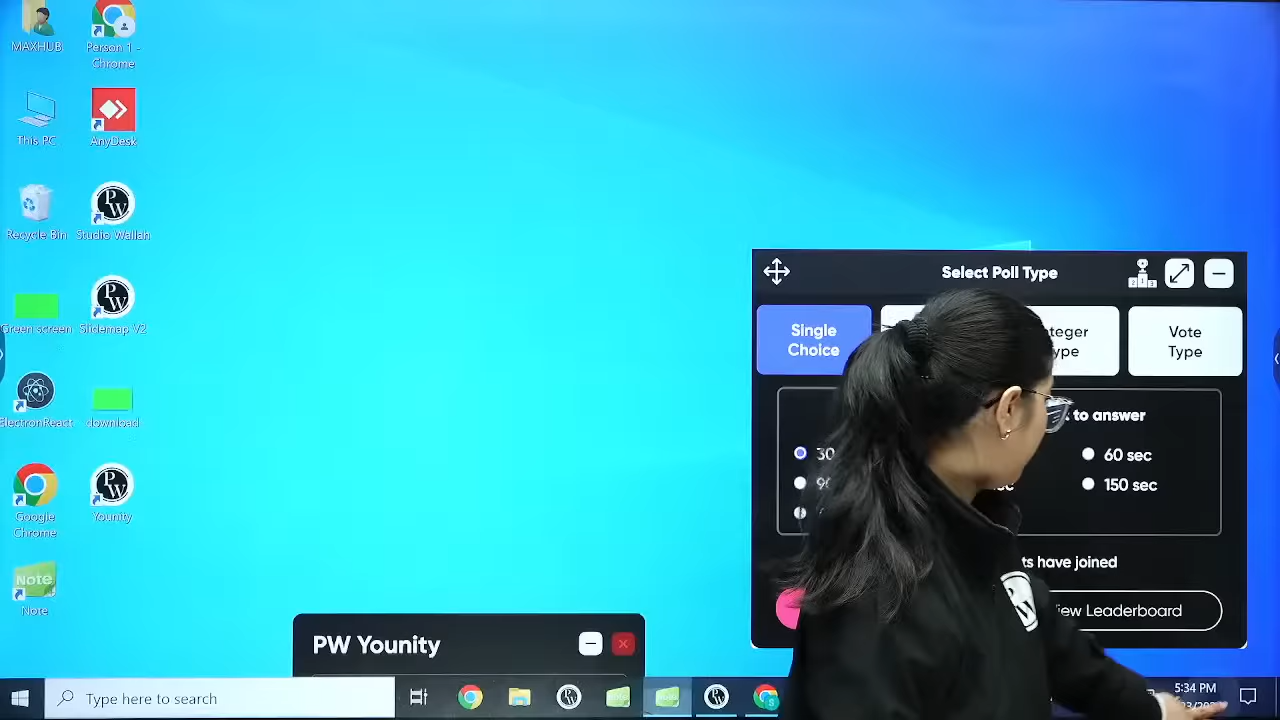 MAXHUB
Person 1 -
Chrome
This PC
AnyDesk
Recycle Bin
Studio Wallah
Green screen
Slidemap V2
ElectronReact
download
Google
Chrome
Younity
Note
Note
Select Poll Type
Single
Choice
Vote
Type
to answer
60 sec
150 sec
have joined
Leaderboard
PW Younity
Type here to search
5:34 PM
PW